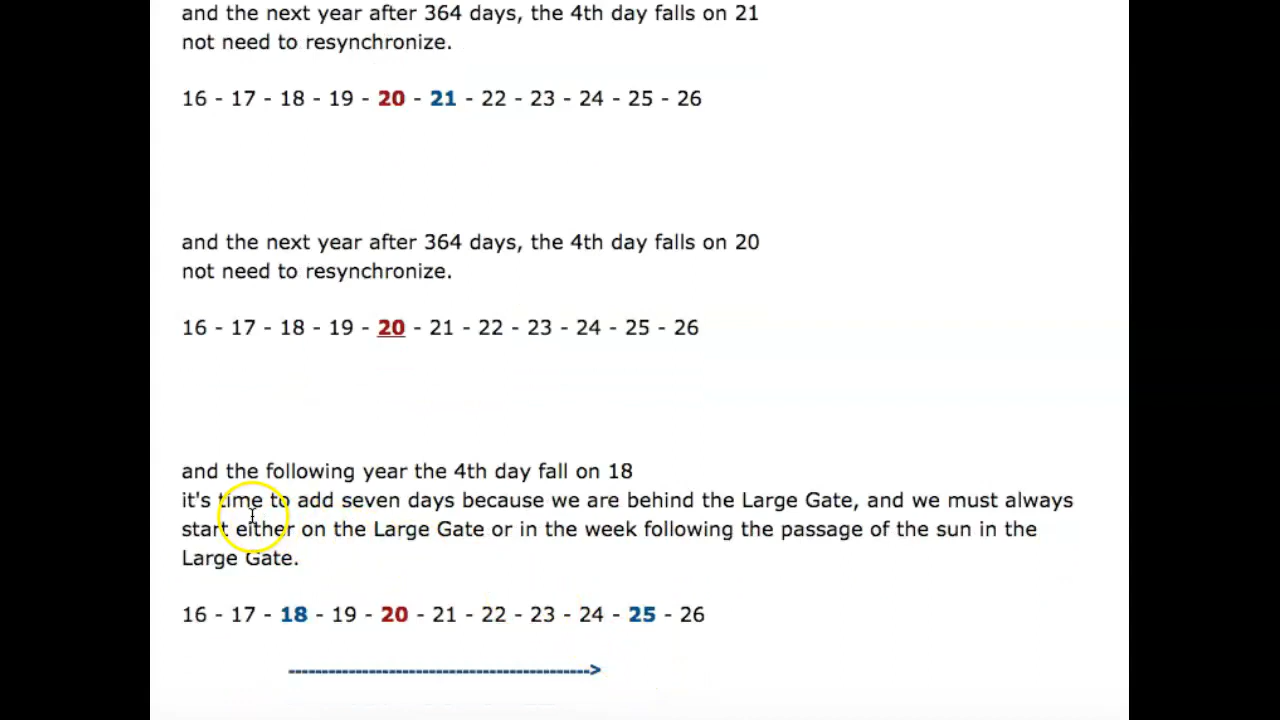 and the next year after 364 days, the 4th day falls on 21
not need to resynchronize.
16 - 17 - 18 - 19 - 20 - 21 - 22 - 23 - 24 - 25 - 26
and the next year after 364 days, the 4th day falls on 20
not need to resynchronize.
16 - 17 - 18 - 19 - 20 - 21 - 22 - 23 - 24 - 25 - 26
and the following year the 4th day fall on 18
it's time to add seven days because we are behind the Large Gate, and we must always
start either on the Large Gate or in the week following the passage of the sun in the
Large Gate.
16 - 17 - 18 - 19 - 20 - 21 - 22 - 23 - 24 - 25 - 26
------------------------------------------->